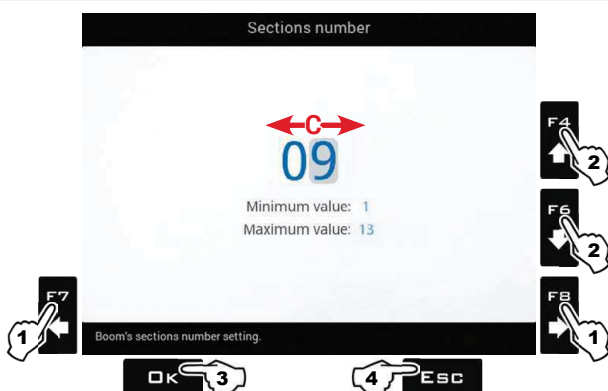 Sections number
C
09
Minimum value: 1
Maximum value: 13
F4
2
F6
2
F7
1
F8
1
Boom's sections number setting.
OK 3
4 ESC